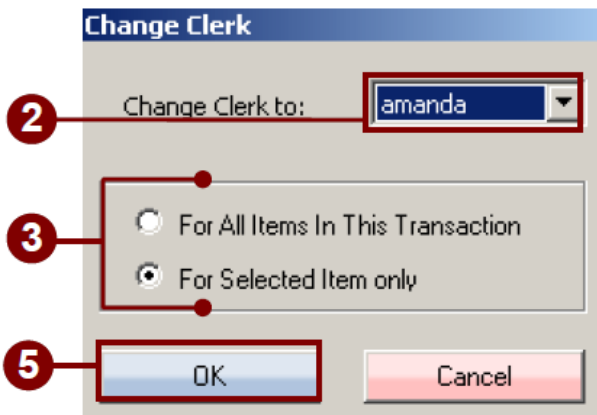 Change Clerk
2
Change Clerk to:
amanda
3
For All Items In This Transaction
For Selected Item only
5
OK
Cancel